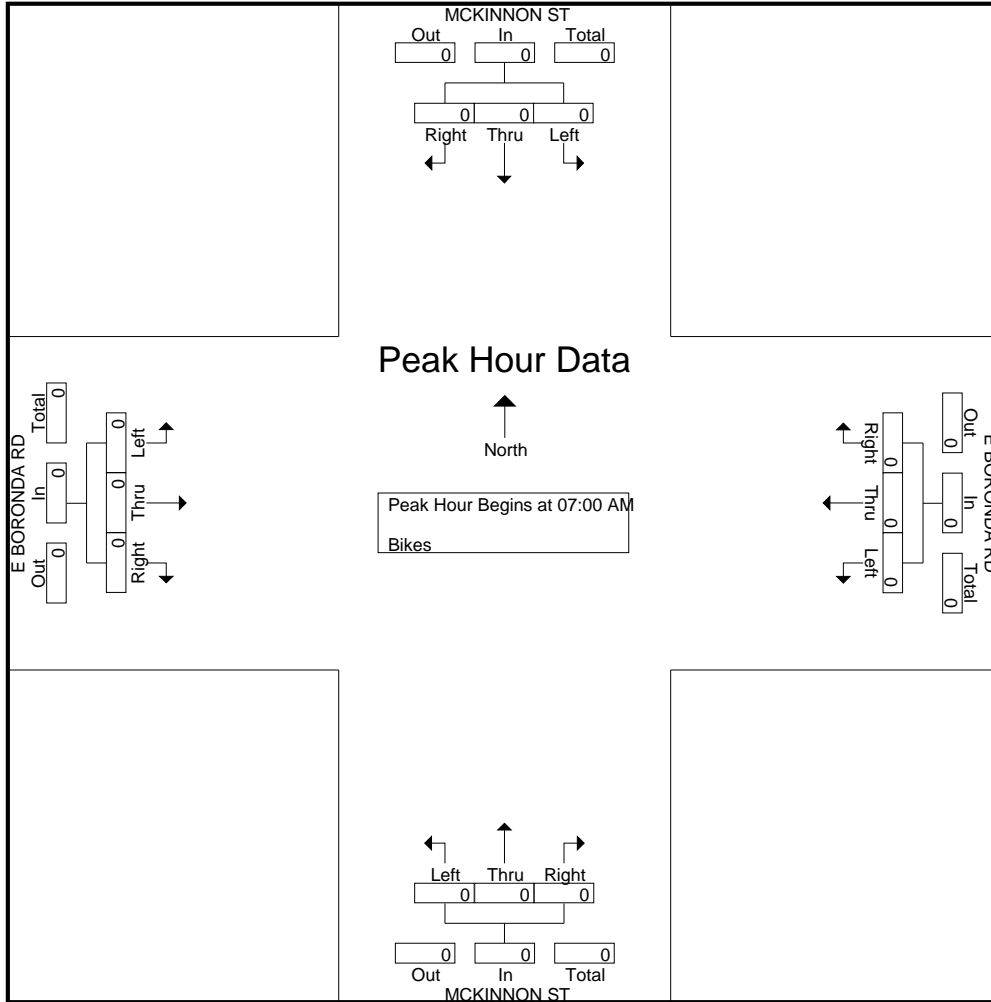 MCKINNON ST
Out In Total
0 0 0
0 0 0
Right Thru Left
Peak Hour Data
North
Peak Hour Begins at 07:00 AM
Bikes
E BORONDA RD
Total In Out
0 0 0
0 0 0
Left Thru Right
E BORONDA RD
Out In Total
0 0 0
0 0 0
Right Thru Left
Left Thru Right
0 0 0
0 0 0
Out In Total
MCKINNON ST